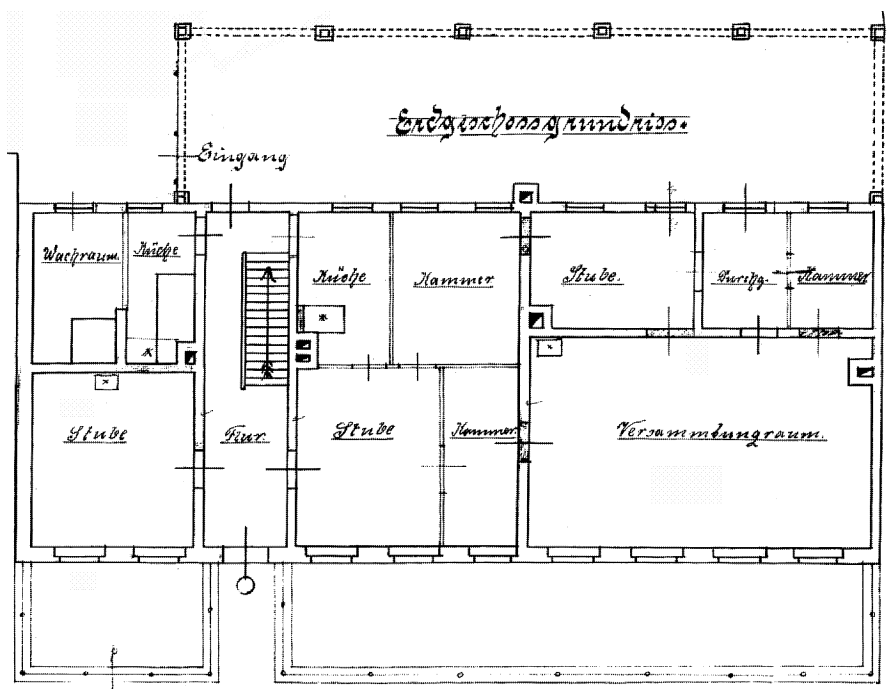 Erdgeschossgrundriss.
Eingang
Wachraum.
Küche
Küche
Kammer
Stube.
Durchg.
Kammer
Stube
Flur.
Stube
Kammer.
Versammlungraum.